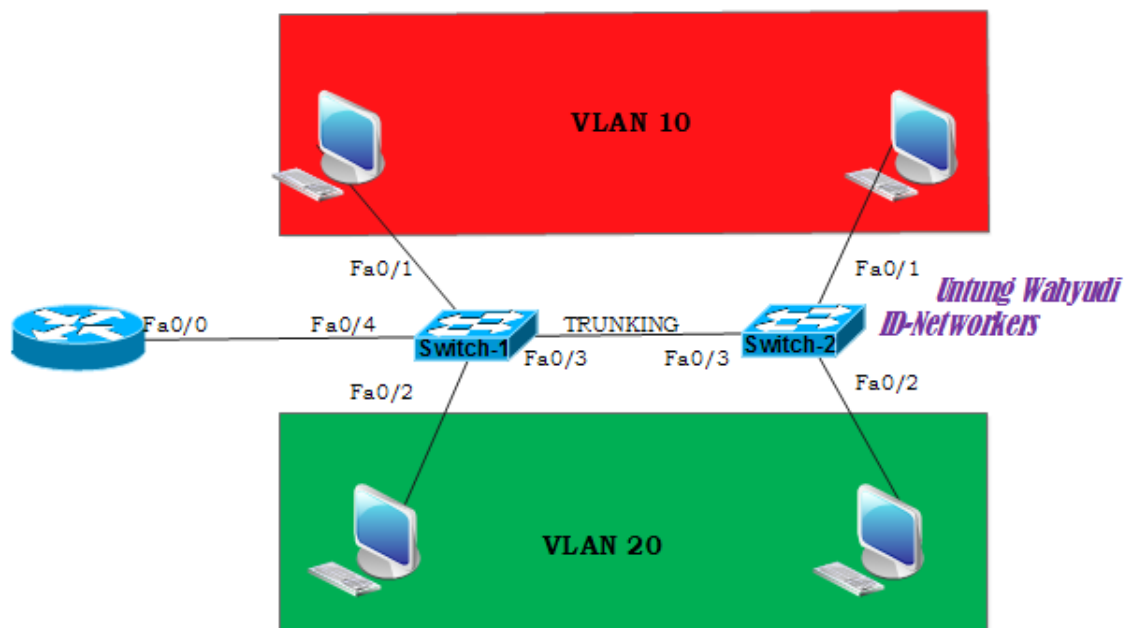 VLAN 10
Fa0/1
Fa0/1
Untung Wahyudi
ID-Networkers
Fa0/0
Fa0/4
TRUNKING
Switch-1
Switch-2
Fa0/3
Fa0/3
Fa0/2
Fa0/2
VLAN 20